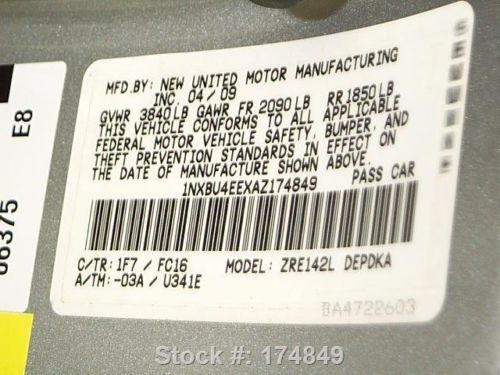 MFD.BY: NEW UNITED MOTOR MANUFACTURING
INC. 04/09
GVWR 3840LB GAWR FR 2090LB RR1850LB
THIS VEHICLE CONFORMS TO ALL APPLICABLE
FEDERAL MOTOR VEHICLE SAFETY, BUMPER, AND
THEFT PREVENTION STANDARDS IN EFFECT ON
THE DATE OF MANUFACTURE SHOWN ABOVE.
1NXBU4EEXAZ174849 PASS CAR
C/TR: 1F7 / FC16 MODEL: ZRE142L DEPDKA
A/TM: -03A / U341E
BA4722603
E8
66375
Stock #: 174849